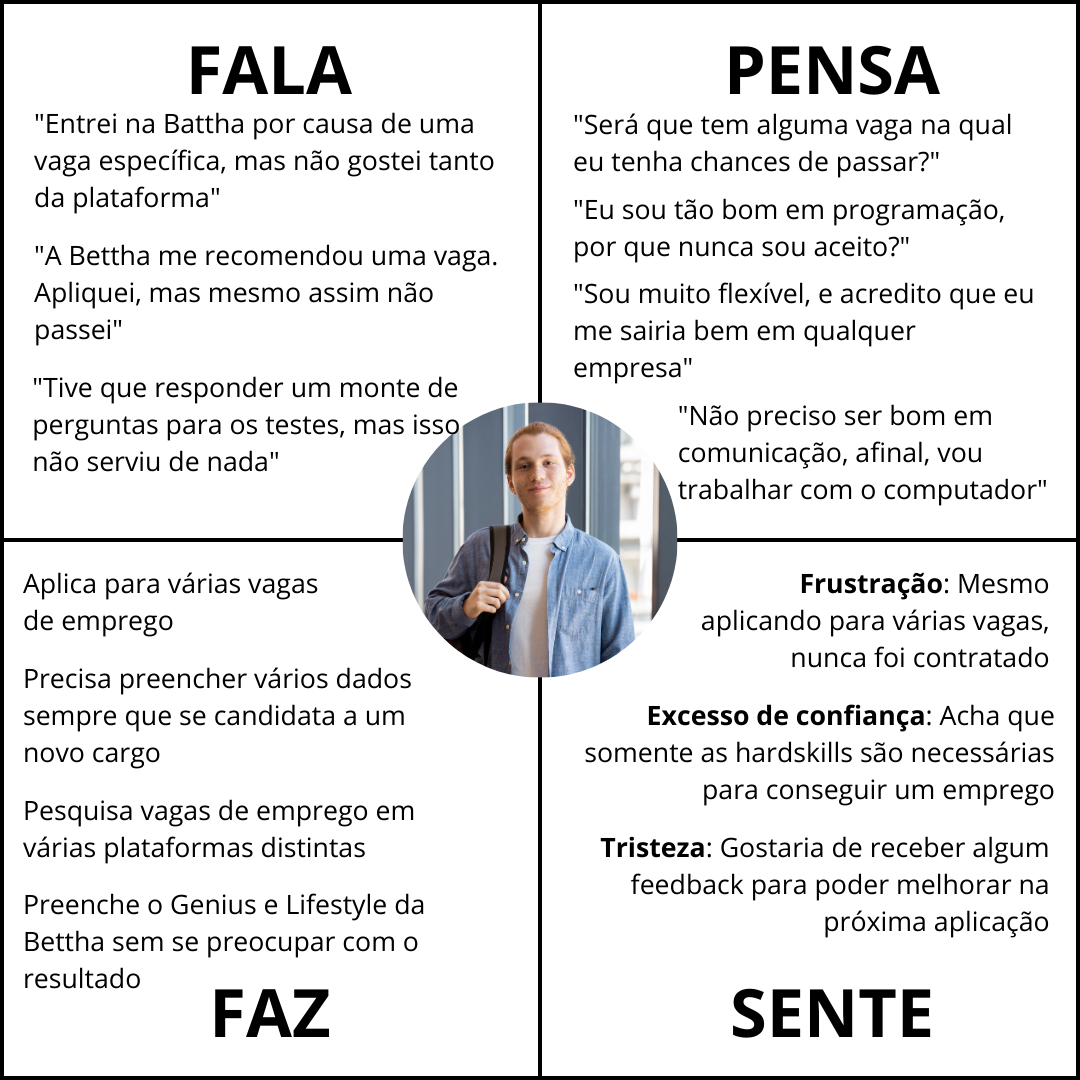 FALA
"Entrei na Battha por causa de uma
vaga específica, mas não gostei tanto
da plataforma"
"A Bettha me recomendou uma vaga.
Apliquei, mas mesmo assim não
passei"
"Tive que responder um monte de
perguntas para os testes, mas isso
não serviu de nada"
PENSA
"Será que tem alguma vaga na qual
eu tenha chances de passar?"
"Eu sou tão bom em programação,
por que nunca sou aceito?"
"Sou muito flexível, e acredito que eu
me sairia bem em qualquer
empresa"
"Não preciso ser bom em
comunicação, afinal, vou
trabalhar com o computador"
Aplica para várias vagas
de emprego
Precisa preencher vários dados
sempre que se candidata a um
novo cargo
Pesquisa vagas de emprego em
várias plataformas distintas
Preenche o Genius e Lifestyle da
Bettha sem se preocupar com o
resultado
FAZ
Frustração: Mesmo
aplicando para várias vagas,
nunca foi contratado
Excesso de confiança: Acha que
somente as hardskills são necessárias
para conseguir um emprego
Tristeza: Gostaria de receber algum
feedback para poder melhorar na
próxima aplicação
SENTE